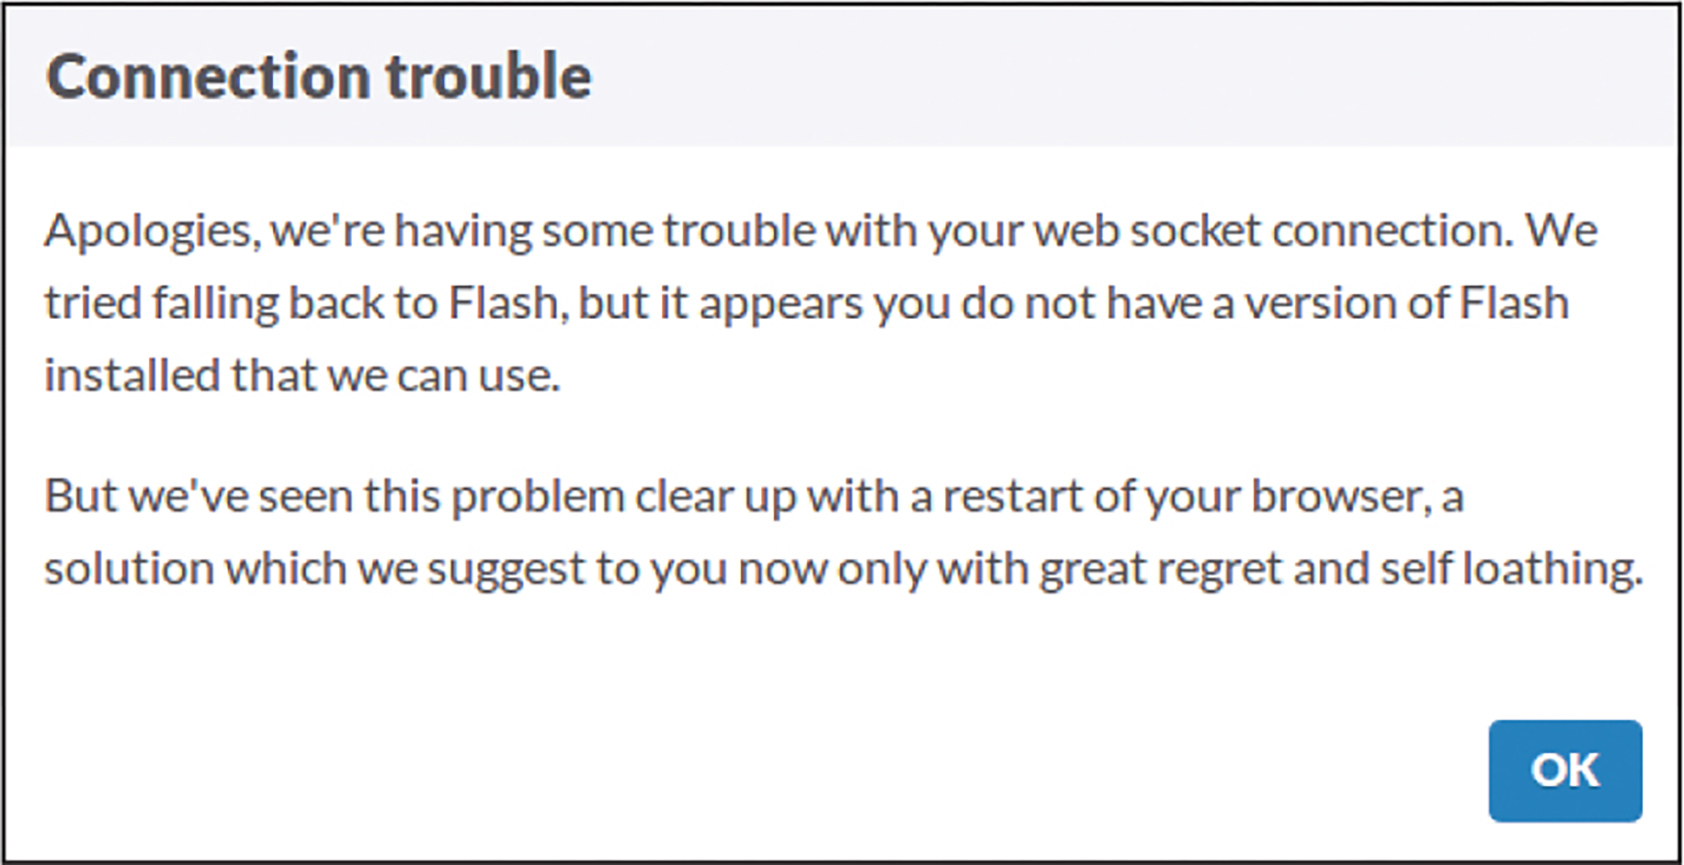 Connection trouble
Apologies, we're having some trouble with your web socket connection. We
tried falling back to Flash, but it appears you do not have a version of Flash
installed that we can use.
But we've seen this problem clear up with a restart of your browser, a
solution which we suggest to you now only with great regret and self loathing.
OK